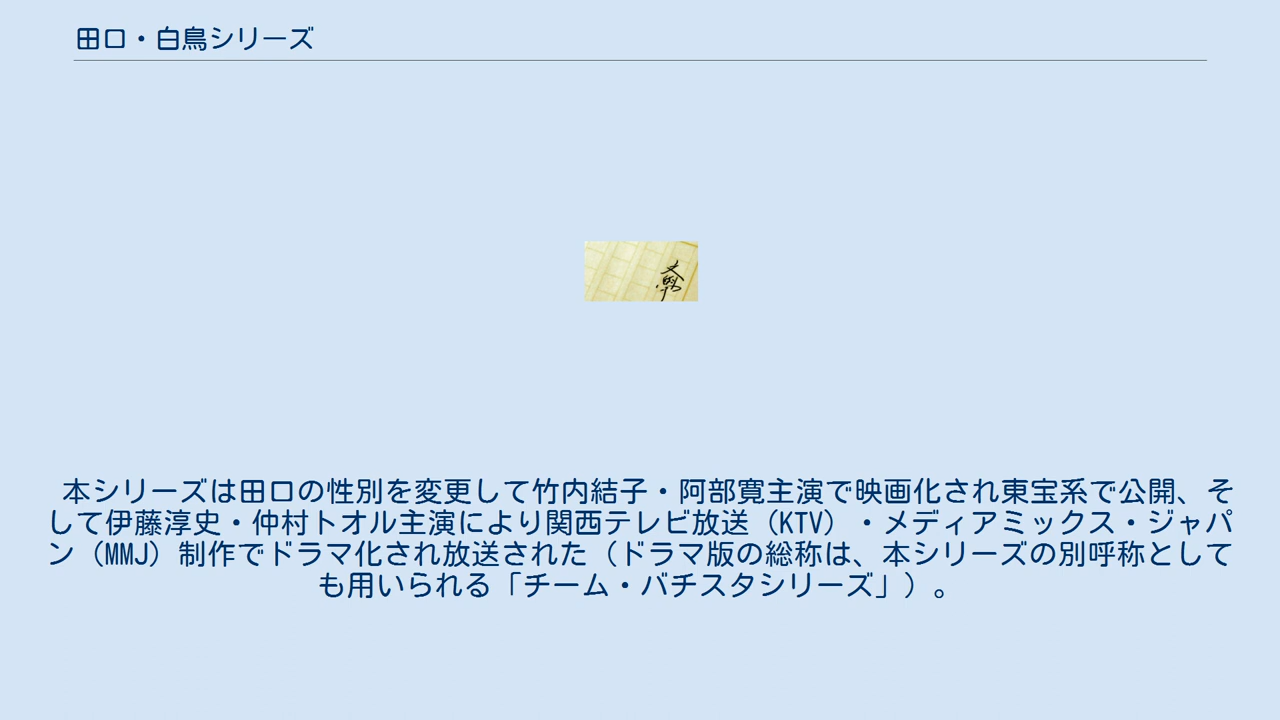 田口・白鳥シリーズ
本シリーズは田口の性別を変更して竹内結子・阿部寛主演で映画化され東宝系で公開、そ
して伊藤淳史・仲村トオル主演により関西テレビ放送（KTV）・メディアミックス・ジャパ
ン（MMJ）制作でドラマ化され放送された（ドラマ版の総称は、本シリーズの別呼称として
も用いられる「チーム・バチスタシリーズ」）。